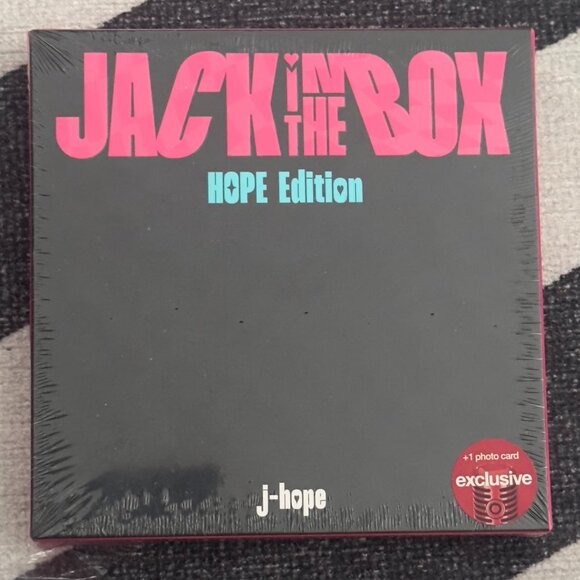 JACK IN THE BOX
HOPE Edition
+1 photo card
exclusive
j-hope